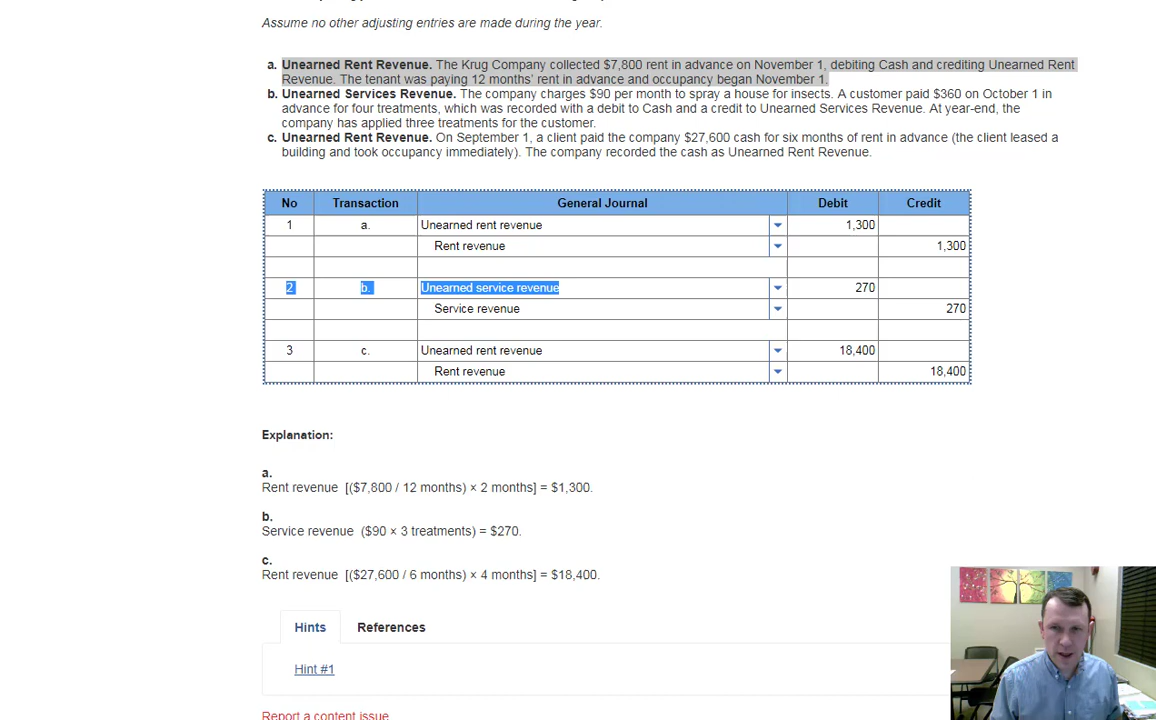 Assume no other adjusting entries are made during the year.
a. Unearned Rent Revenue. The Krug Company collected $7,800 rent in advance on November 1, debiting Cash and crediting Unearned Rent
Revenue. The tenant was paying 12 months' rent in advance and occupancy began November 1.
b. Unearned Services Revenue. The company charges $90 per month to spray a house for insects. A customer paid $360 on October 1 in
advance for four treatments, which was recorded with a debit to Cash and a credit to Unearned Services Revenue. At year-end, the
company has applied three treatments for the customer.
c. Unearned Rent Revenue. On September 1, a client paid the company $27,600 cash for six months of rent in advance (the client leased a
building and took occupancy immediately). The company recorded the cash as Unearned Rent Revenue.
No Transaction General Journal Debit Credit
1 a. Unearned rent revenue 1,300
Rent revenue 1,300
2 b. Unearned service revenue 270
Service revenue 270
3 c. Unearned rent revenue 18,400
Rent revenue 18,400
Explanation:
a.
Rent revenue [($7,800 / 12 months) × 2 months] = $1,300.
b.
Service revenue ($90 × 3 treatments) = $270.
c.
Rent revenue [($27,600 / 6 months) × 4 months] = $18,400.
Hints References
Hint #1
Report a content issue